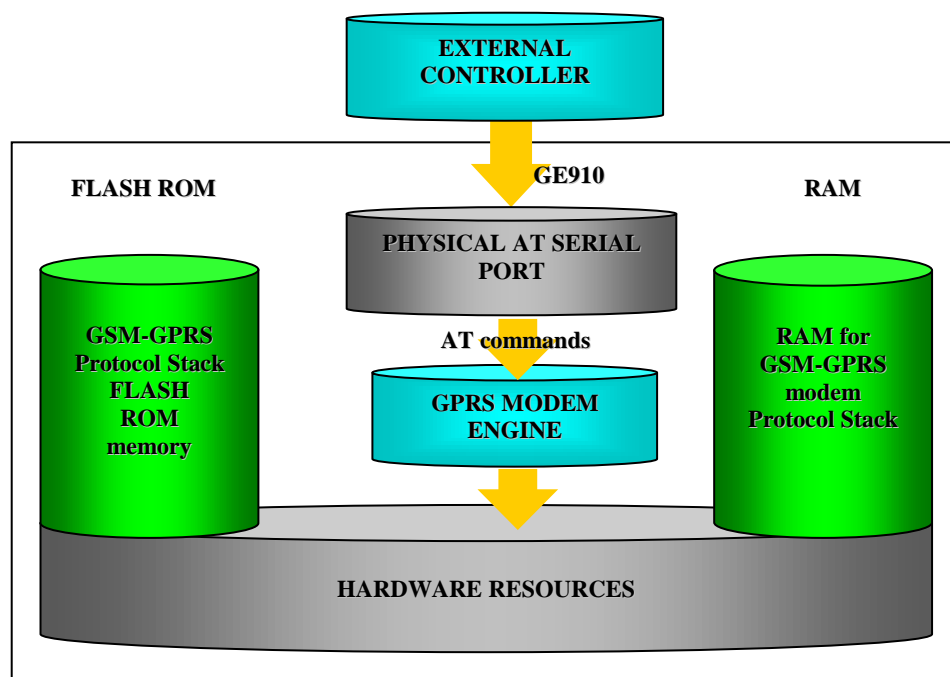 EXTERNAL
CONTROLLER
GE910
FLASH ROM
RAM
PHYSICAL AT SERIAL
PORT
GSM-GPRS
Protocol Stack
FLASH
ROM
memory
AT commands
RAM for
GSM-GPRS
modem
Protocol Stack
GPRS MODEM
ENGINE
HARDWARE RESOURCES